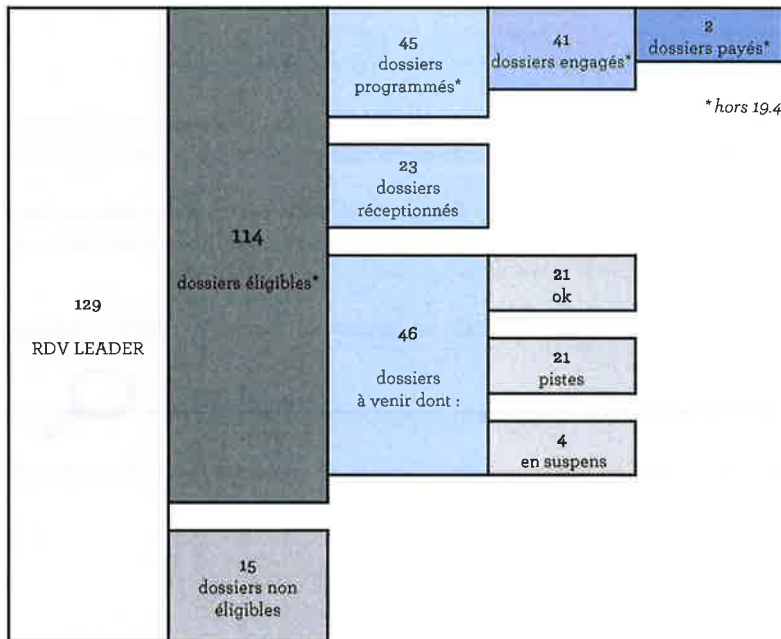 129
RDV LEADER
114
dossiers éligibles*
15
dossiers non
éligibles
45
dossiers
programmés*
23
dossiers
réceptionnés
46
dossiers
à venir dont :
41
dossiers engagés*
21
ok
21
pistes
4
en suspens
2
dossiers payés*
* hors 19.4